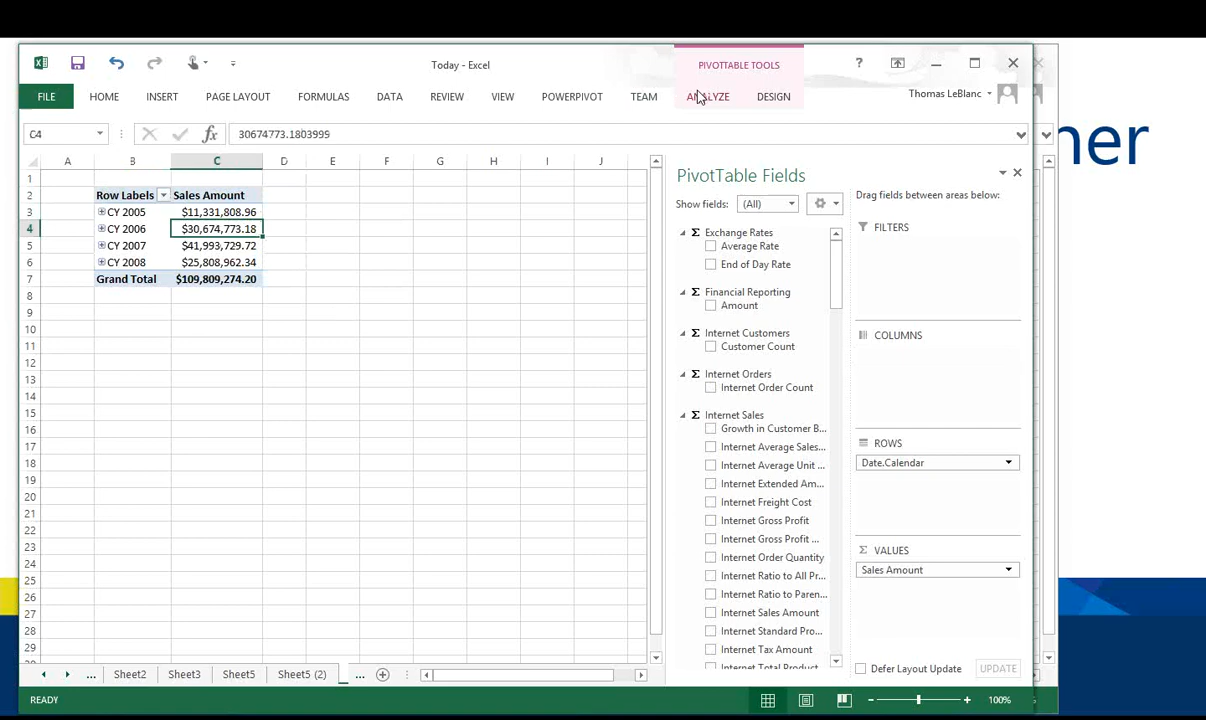 Today - Excel
PIVOTTABLE TOOLS
?
FILE
HOME
INSERT
PAGE LAYOUT
FORMULAS
DATA
REVIEW
VIEW
POWERPIVOT
TEAM
ANALYZE
DESIGN
Thomas LeBlanc
ner
C4
fx
30674773.1803999
A B C D E F G H I J
1
2 Row Labels Sales Amount
3 CY 2005 $11,331,808.96
4 CY 2006 $30,674,773.18
5 CY 2007 $41,993,729.72
6 CY 2008 $25,808,962.34
7 Grand Total $109,809,274.20
8
9
10
11
12
13
14
15
16
17
18
19
20
21
22
23
24
25
26
27
28
29
PivotTable Fields
Show fields: (All)
Σ Exchange Rates
Average Rate
End of Day Rate
Σ Financial Reporting
Amount
Σ Internet Customers
Customer Count
Σ Internet Orders
Internet Order Count
Σ Internet Sales
Growth in Customer B...
Internet Average Sales...
Internet Average Unit ...
Internet Extended Am...
Internet Freight Cost
Internet Gross Profit
Internet Gross Profit ...
Internet Order Quantity
Internet Ratio to All Pr...
Internet Ratio to Paren...
Internet Sales Amount
Internet Standard Pro...
Internet Tax Amount
Internet Total Product
Drag fields between areas below:
FILTERS
COLUMNS
ROWS
Date.Calendar
Σ VALUES
Sales Amount
Defer Layout Update
UPDATE
... Sheet2 Sheet3 Sheet5 Sheet5 (2) ...
READY
100%